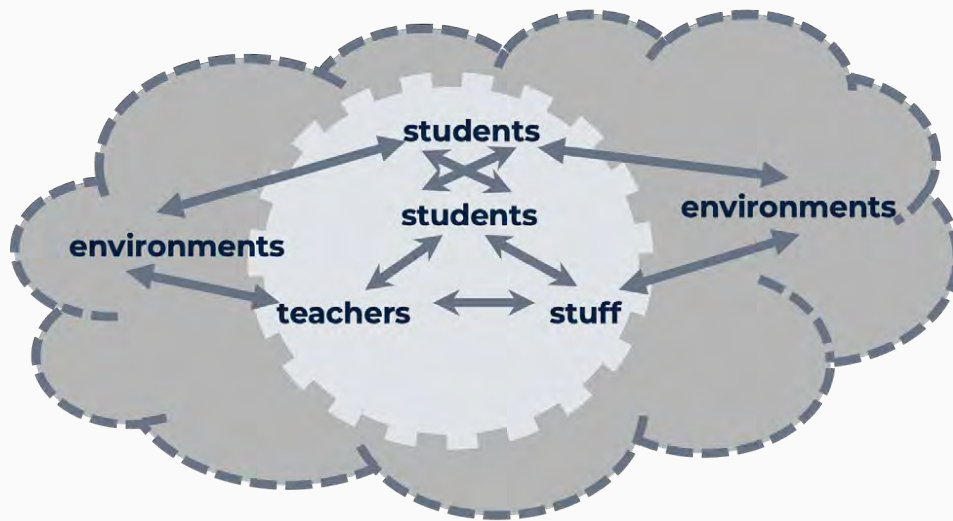 students
students
environments
environments
teachers
stuff